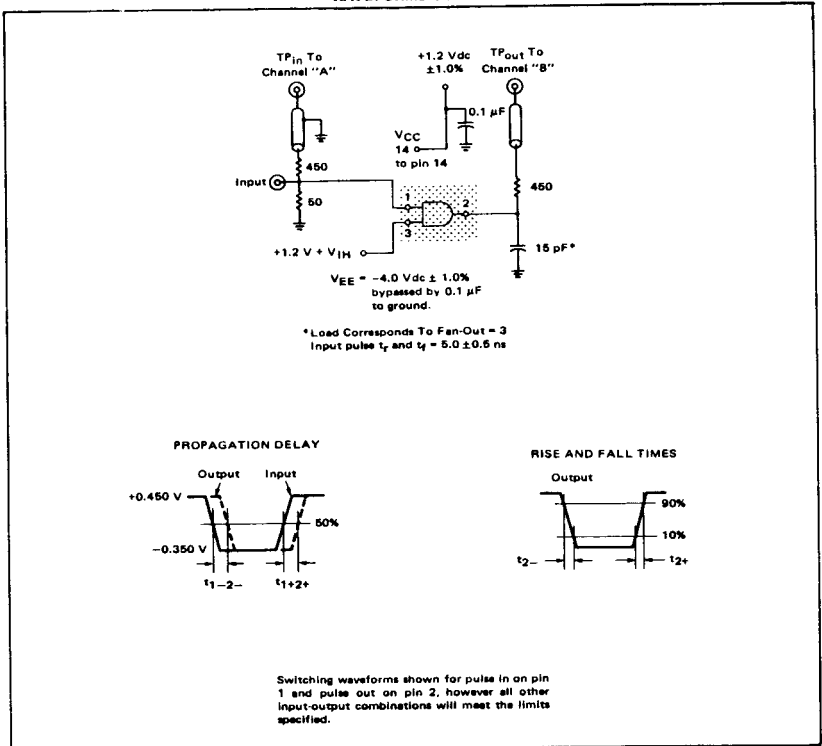 TPin To
Channel "A"
+1.2 Vdc
±1.0%
TPout To
Channel "B"
0.1 µF
VCC
14
to pin 14
450
450
Input
50
1
2
3
15 pF*
+1.2 V + VIH
VEE = -4.0 Vdc ± 1.0%
bypassed by 0.1 µF
to ground.
*Load Corresponds To Fan-Out = 3
Input pulse tr and tf = 5.0 ±0.5 ns
PROPAGATION DELAY
RISE AND FALL TIMES
Output
Input
Output
+0.450 V
90%
50%
10%
-0.350 V
t1-2-
t1+2+
t2-
t2+
Switching waveforms shown for pulse in on pin
1 and pulse out on pin 2, however all other
input-output combinations will meet the limits
specified.